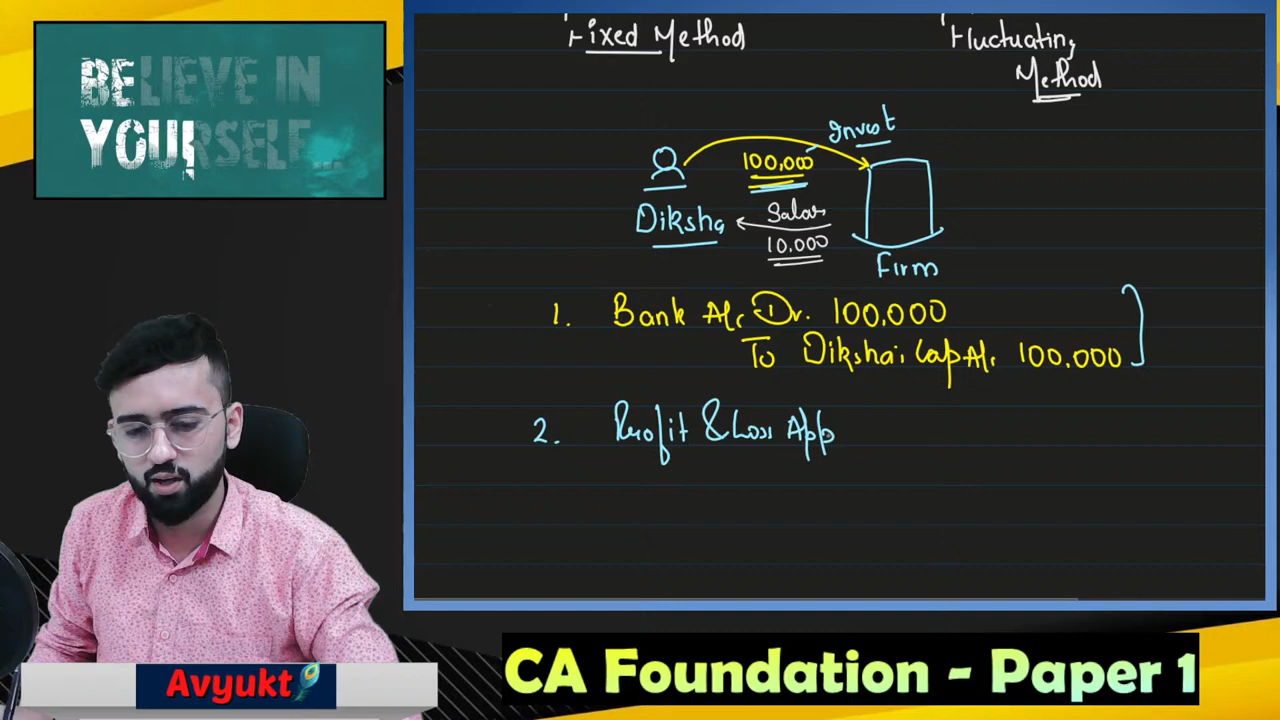 Fixed Method
Fluctuating
Method
BELIEVE IN
YOURSELF...
Invest
100,000
Diksha
Salary
10.000
Firm
1. Bank A/c Dr. 100,000
To Diksha's Cap A/c 100.000
2. Profit & Loss App
Avyukt
CA Foundation - Paper 1